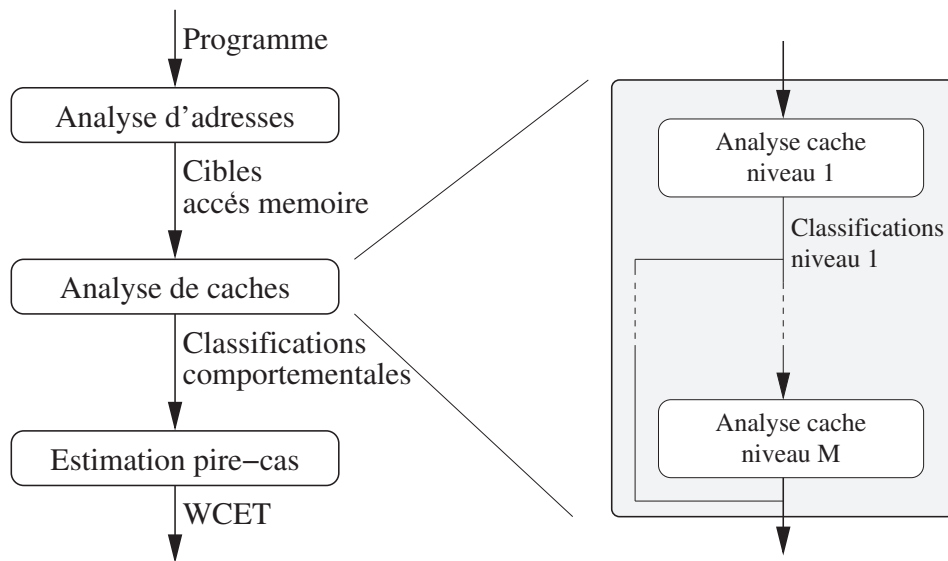 Programme
Analyse d'adresses
Cibles
accés memoire
Analyse de caches
Classifications
comportementales
Estimation pire−cas
WCET
Analyse cache
niveau 1
Classifications
niveau 1
Analyse cache
niveau M